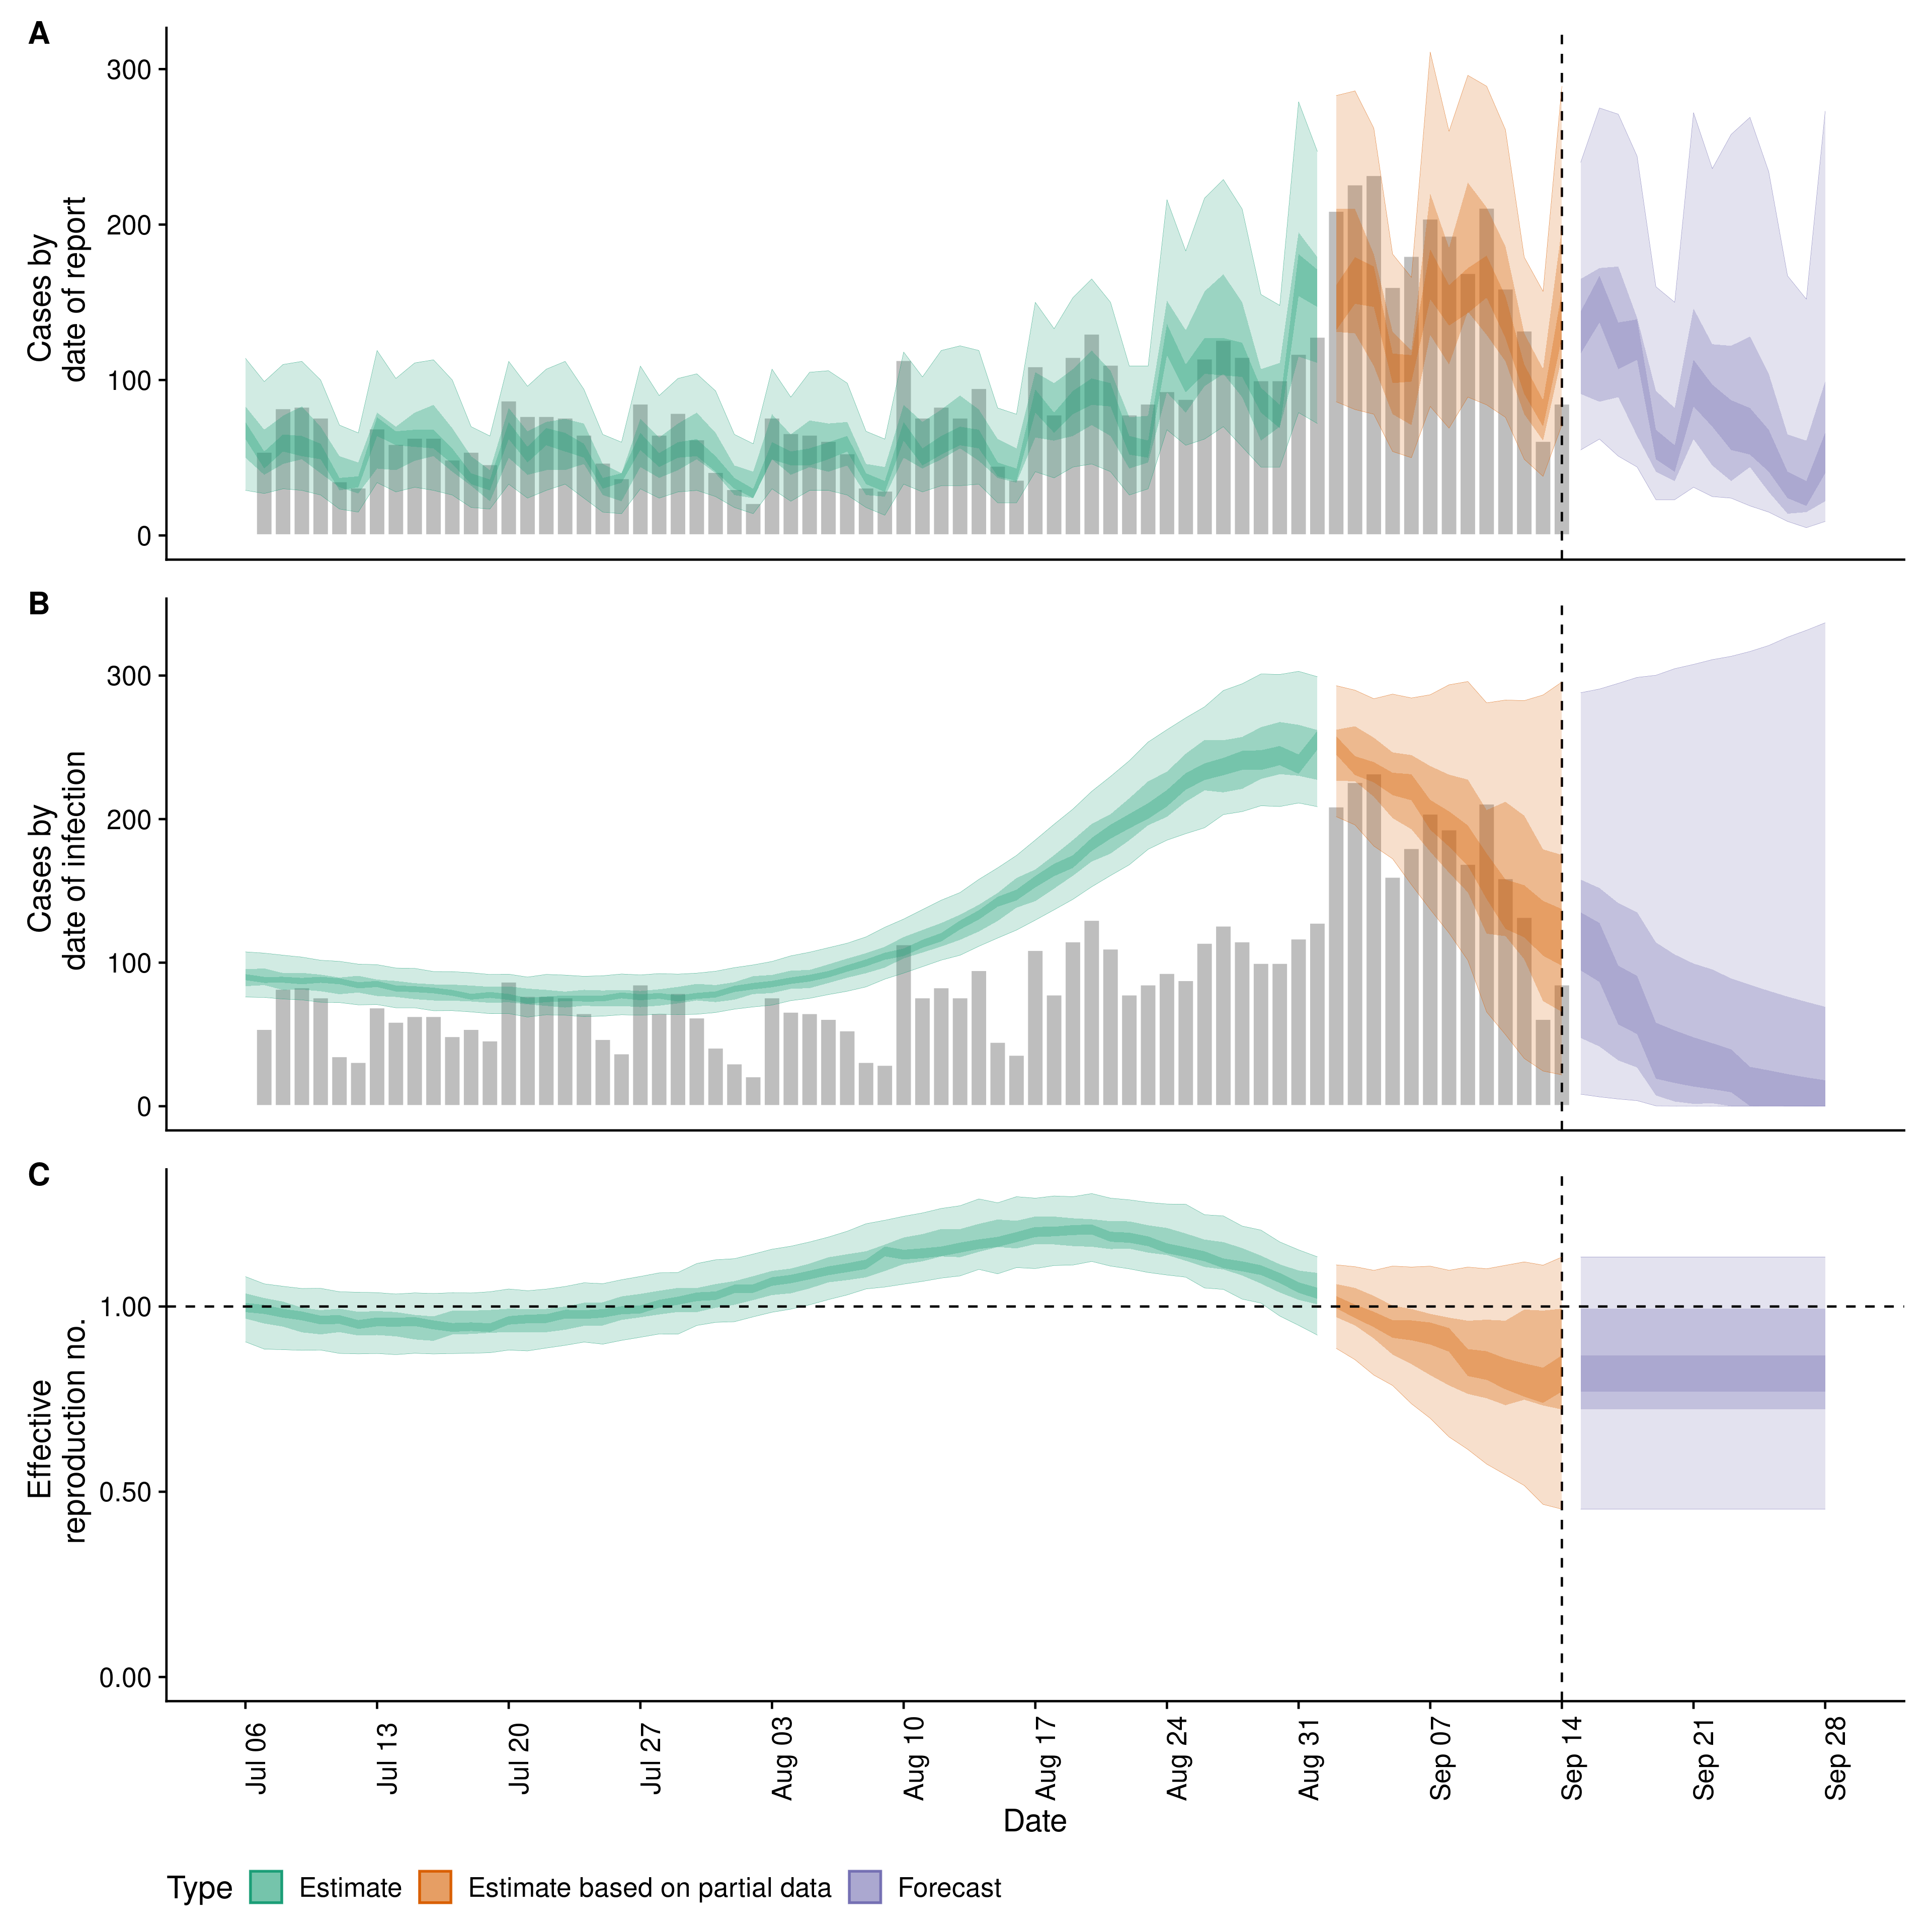 A
Cases by
date of report
300
200
100
0
B
Cases by
date of infection
300
200
100
0
C
Effective
reproduction no.
1.00
0.50
0.00
Jul 06
Jul 13
Jul 20
Jul 27
Aug 03
Aug 10
Aug 17
Aug 24
Aug 31
Sep 07
Sep 14
Sep 21
Sep 28
Date
Type Estimate Estimate based on partial data Forecast